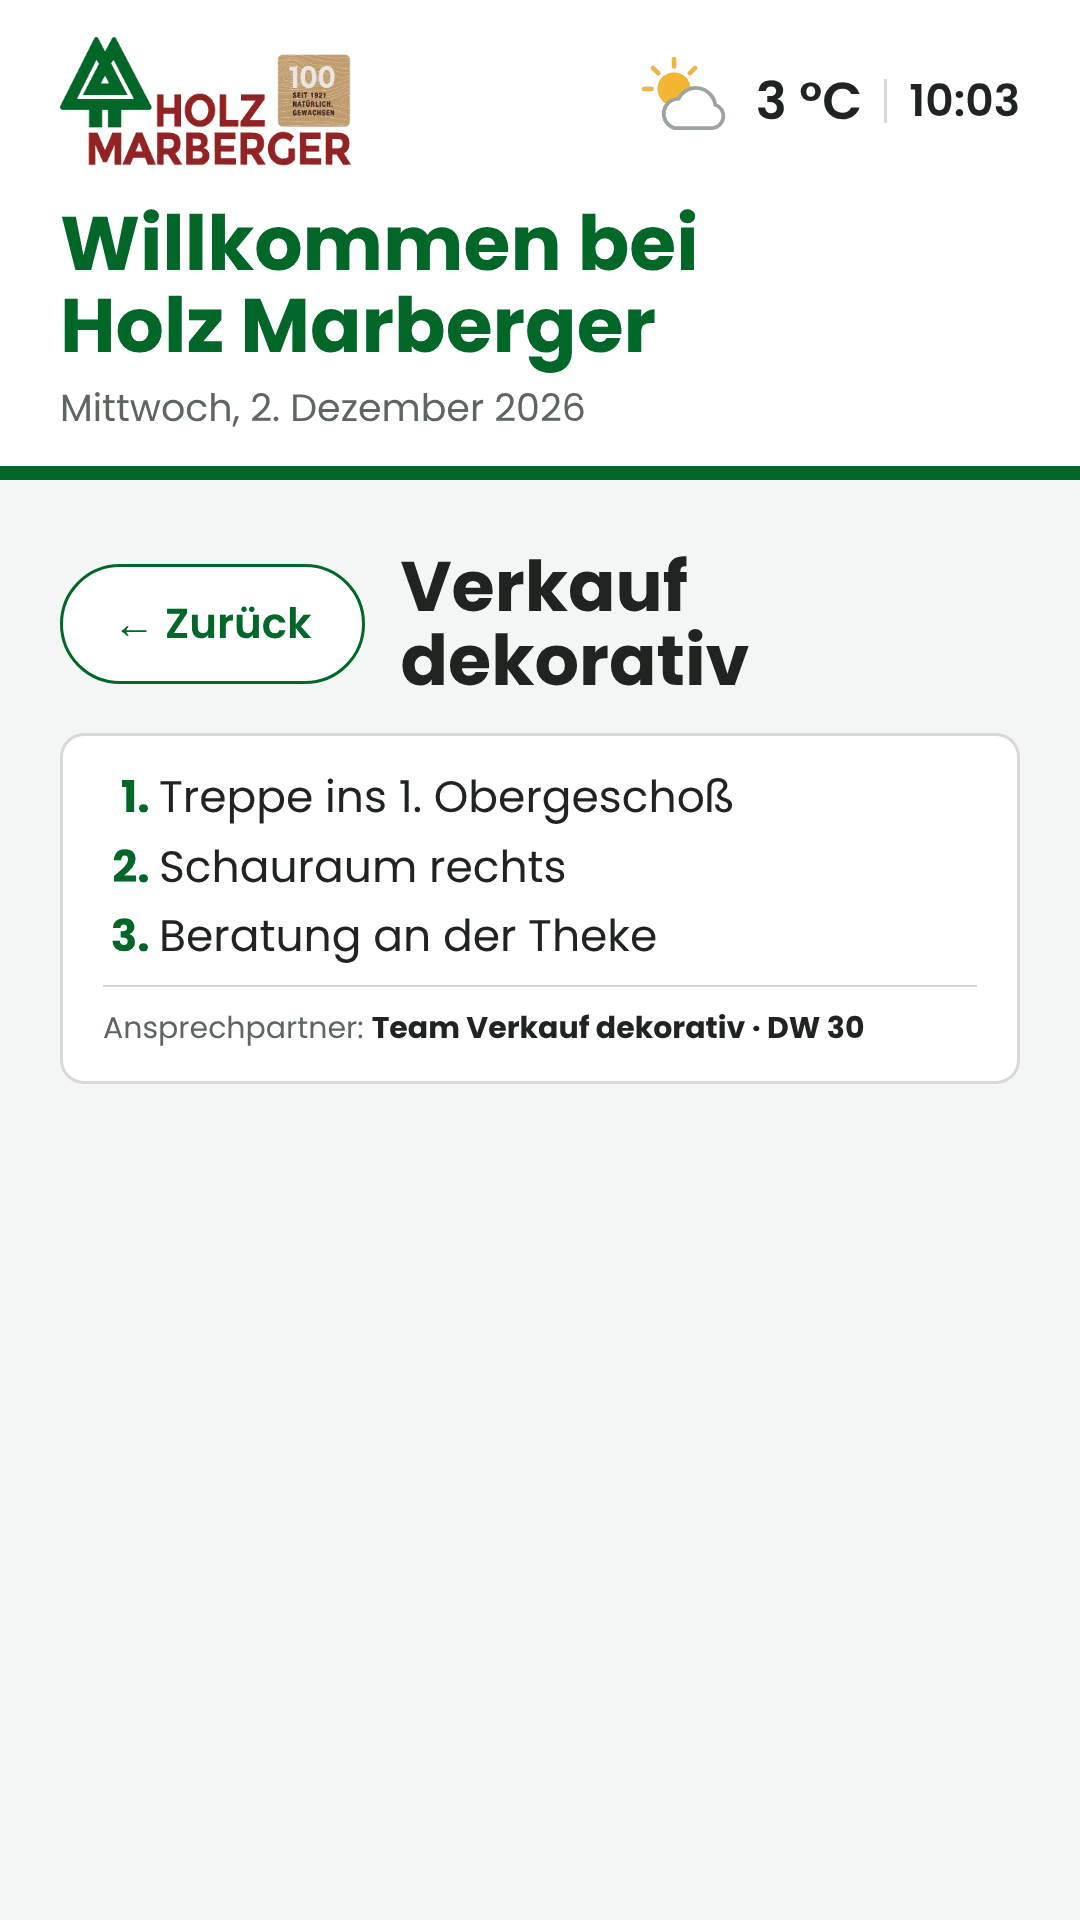 HOLZ
MARBERGER
100
SEIT 1921
NATÜRLICH.
GEWACHSEN
3 °C
10:03
Willkommen bei
Holz Marberger
Mittwoch, 2. Dezember 2026
← Zurück
Verkauf
dekorativ
1. Treppe ins 1. Obergeschoß
2. Schauraum rechts
3. Beratung an der Theke
Ansprechpartner: Team Verkauf dekorativ · DW 30